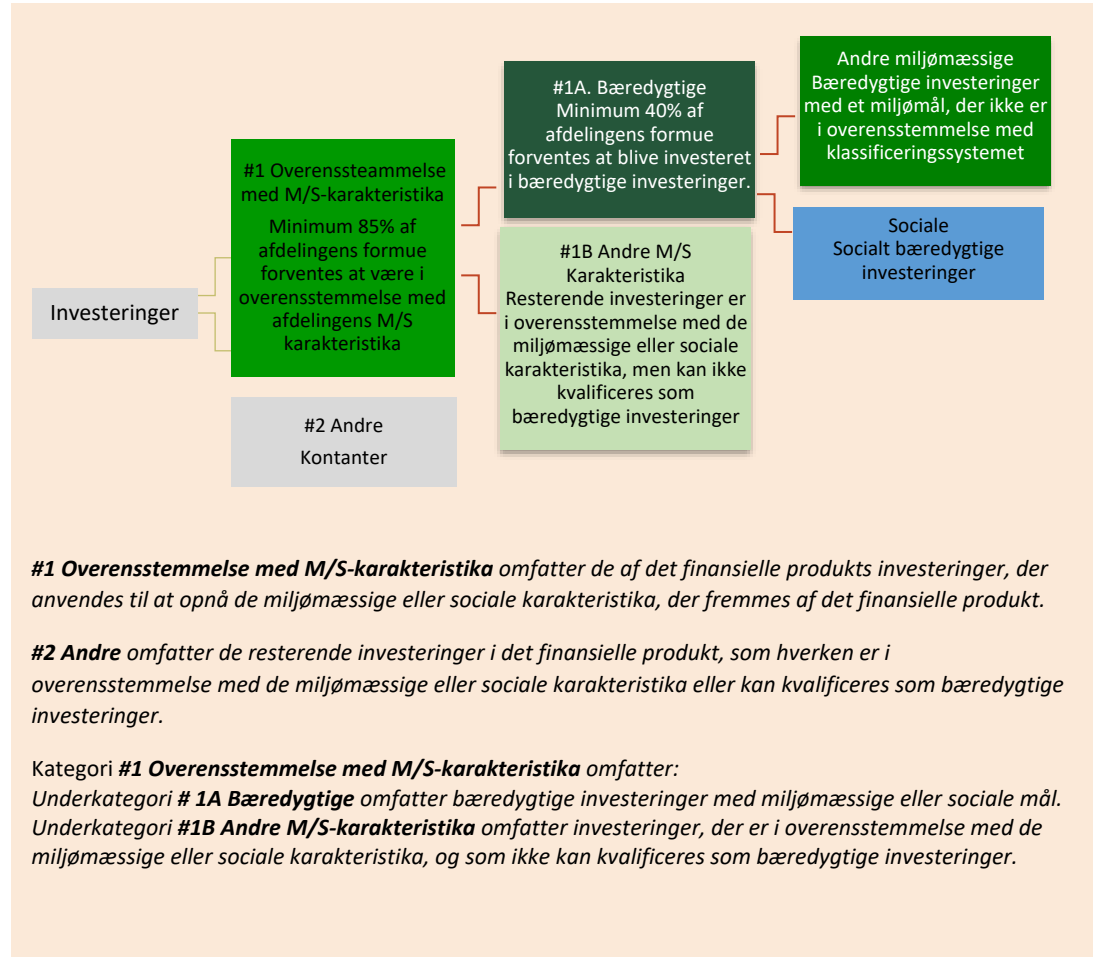 Investeringer
#1 Overenssteammelse
med M/S-karakteristika
Minimum 85% af
afdelingens formue
forventes at være i
overensstemmelse med
afdelingens M/S
karakteristika
#2 Andre
Kontanter
#1A. Bæredygtige
Minimum 40% af
afdelingens formue
forventes at blive investeret
i bæredygtige investeringer.
#1B Andre M/S
Karakteristika
Resterende investeringer er
i overensstemmelse med de
miljømæssige eller sociale
karakteristika, men kan ikke
kvalificeres som
bæredygtige investeringer
Andre miljømæssige
Bæredygtige investeringer
med et miljømål, der ikke er
i overensstemmelse med
klassificeringssystemet
Sociale
Socialt bæredygtige
investeringer
#1 Overensstemmelse med M/S-karakteristika omfatter de af det finansielle produkts investeringer, der
anvendes til at opnå de miljømæssige eller sociale karakteristika, der fremmes af det finansielle produkt.
#2 Andre omfatter de resterende investeringer i det finansielle produkt, som hverken er i
overensstemmelse med de miljømæssige eller sociale karakteristika eller kan kvalificeres som bæredygtige
investeringer.
Kategori #1 Overensstemmelse med M/S-karakteristika omfatter:
Underkategori # 1A Bæredygtige omfatter bæredygtige investeringer med miljømæssige eller sociale mål.
Underkategori #1B Andre M/S-karakteristika omfatter investeringer, der er i overensstemmelse med de
miljømæssige eller sociale karakteristika, og som ikke kan kvalificeres som bæredygtige investeringer.